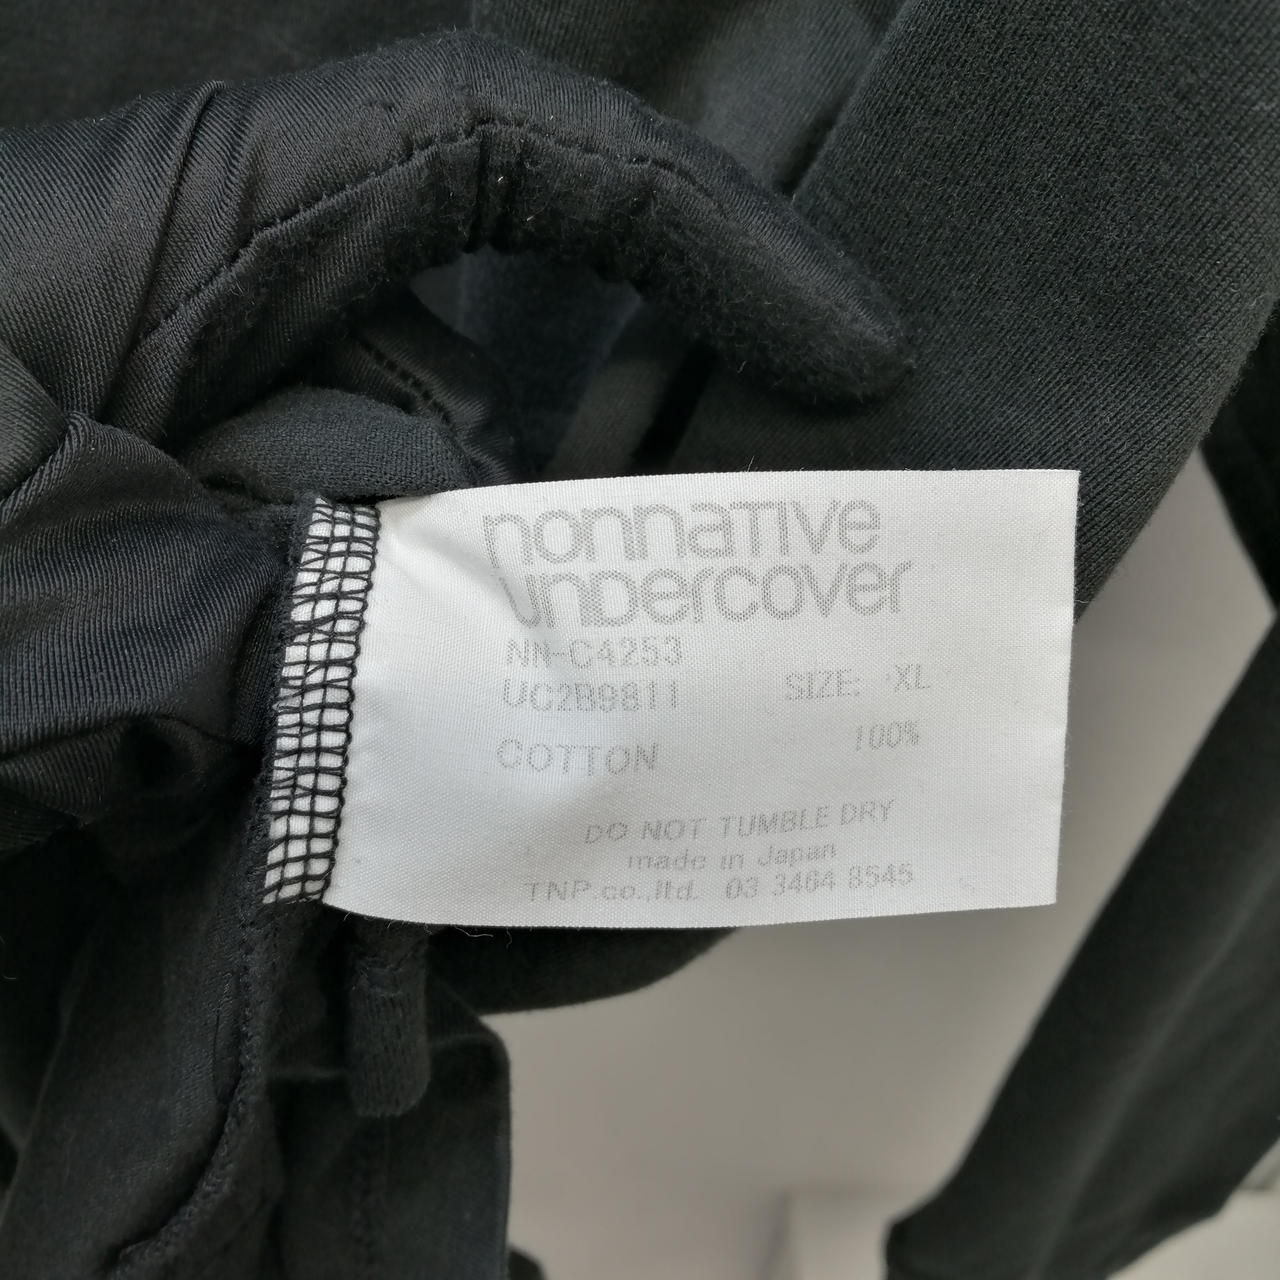 nonnative
undercover
NN-C4253
UC2B9811 SIZE: XL
COTTON 100%
DO NOT TUMBLE DRY
made in Japan
TNP.co.,ltd. 03 3464 8545